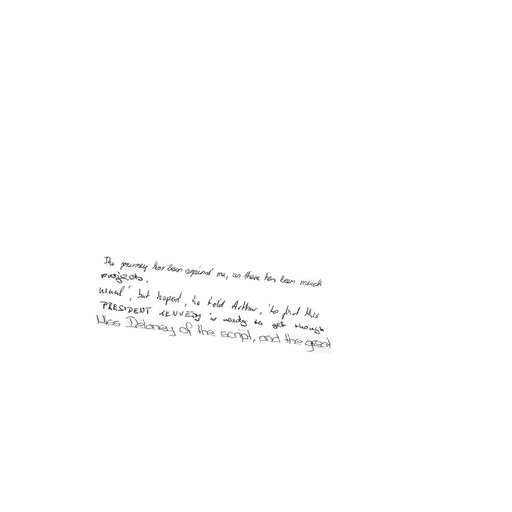 The journey has been against me, as there has been much
projects.
usual', but hoped, he told Arthur, 'to find this
PRESIDENT KENNEDY is ready to get through
Miss Delaney of the script, and the great